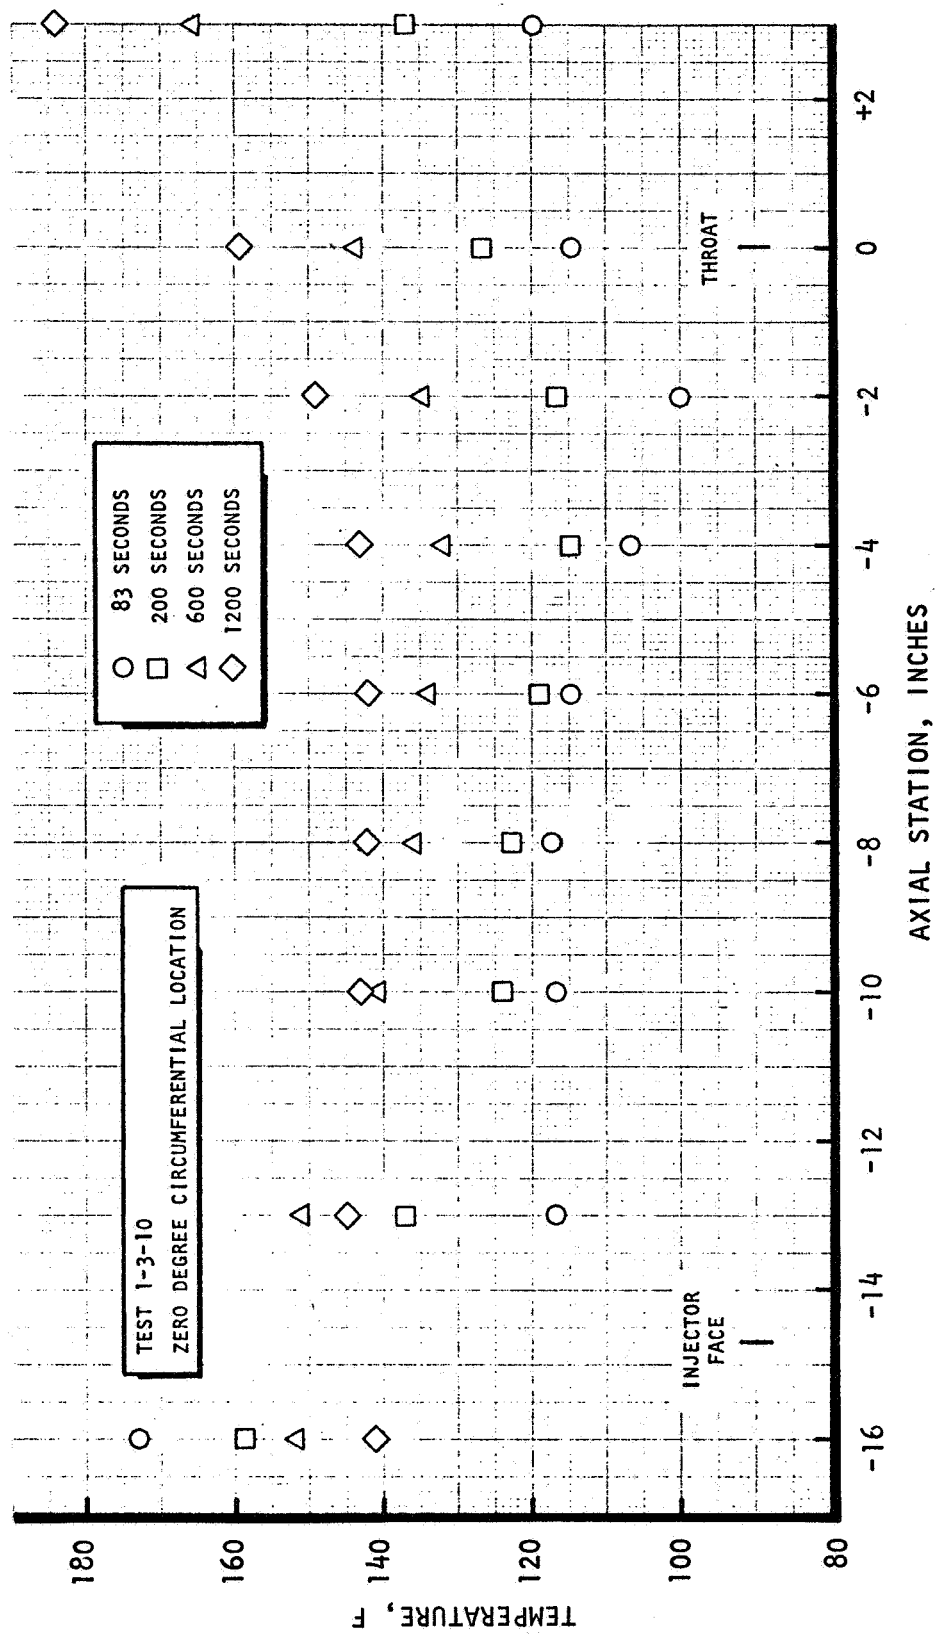 TEST 1-3-10
ZERO DEGREE CIRCUMFERENTIAL LOCATION
83 SECONDS
200 SECONDS
600 SECONDS
1200 SECONDS
TEMPERATURE, F
180
160
140
120
100
80
INJECTOR
FACE
THROAT
-16
-14
-12
-10
-8
-6
-4
-2
0
+2
AXIAL STATION, INCHES